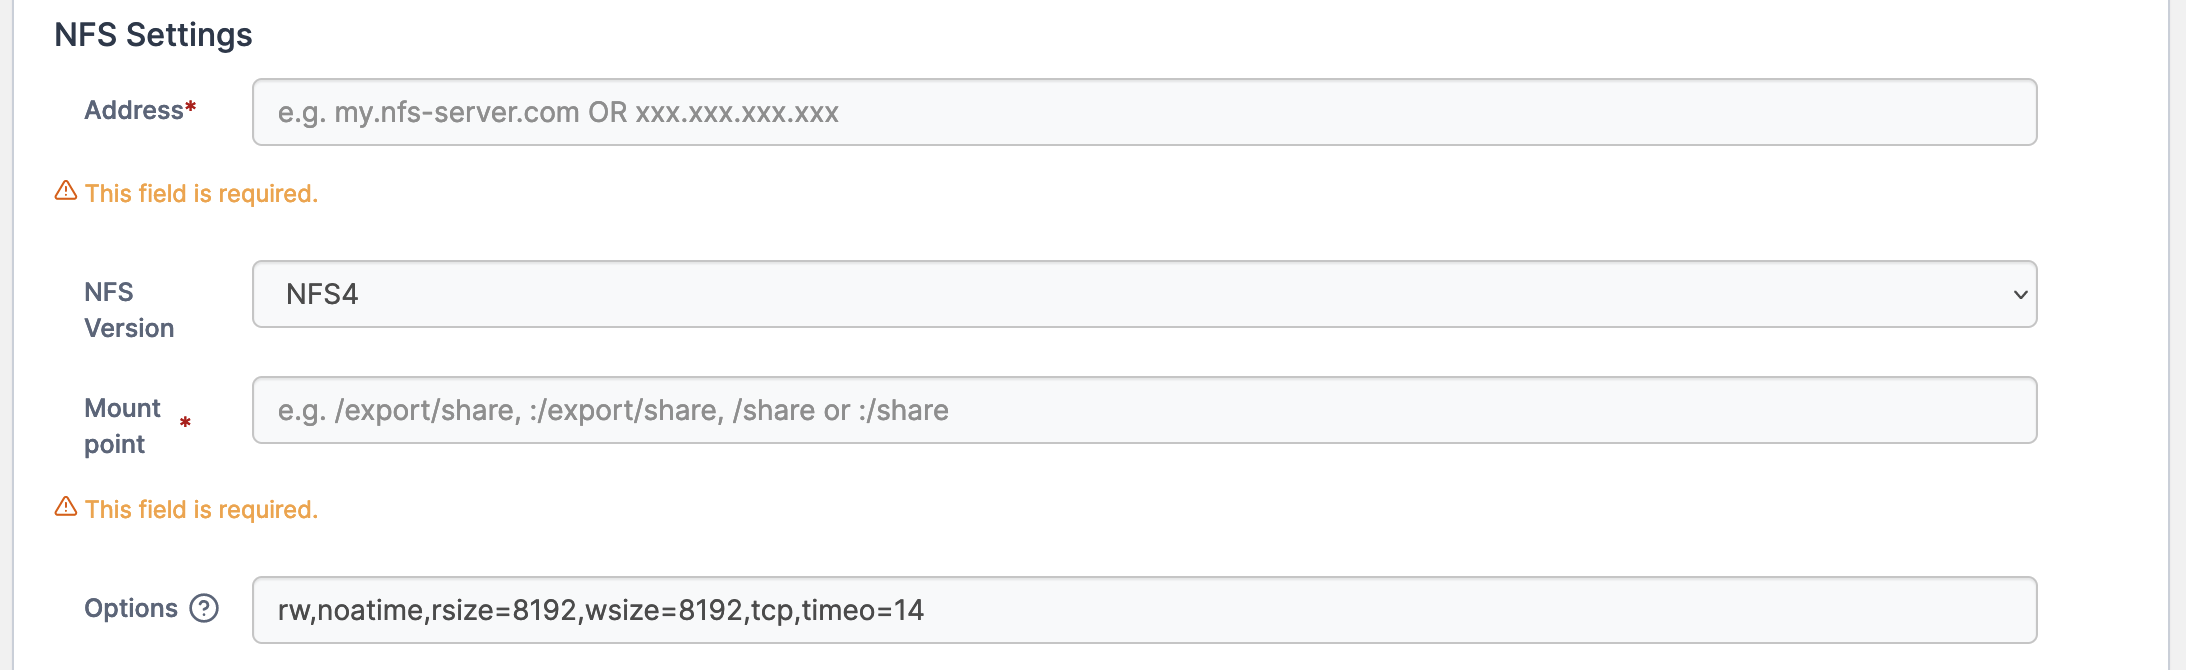 NFS Settings
Address*
e.g. my.nfs-server.com OR xxx.xxx.xxx.xxx
This field is required.
NFS
Version
NFS4
Mount
point
*
e.g. /export/share, :/export/share, /share or :/share
This field is required.
Options ?
rw,noatime,rsize=8192,wsize=8192,tcp,timeo=14